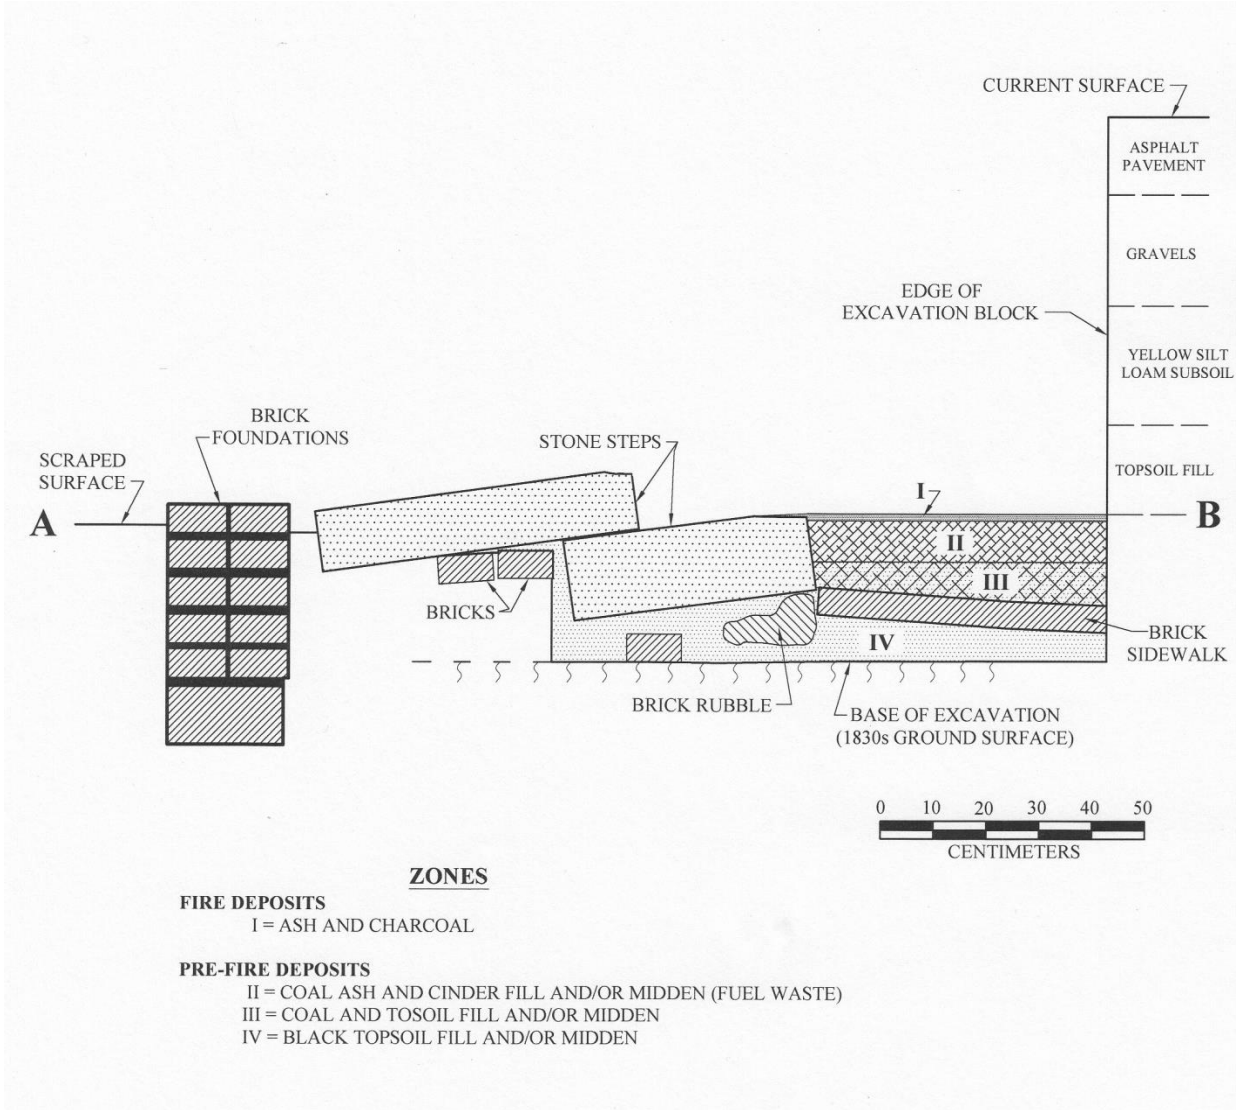 CURRENT SURFACE
ASPHALT
PAVEMENT
GRAVELS
EDGE OF
EXCAVATION BLOCK
YELLOW SILT
LOAM SUBSOIL
BRICK
FOUNDATIONS
STONE STEPS
SCRAPED
SURFACE
TOPSOIL FILL
I
A
B
II
III
BRICKS
IV
BRICK
SIDEWALK
BRICK RUBBLE
BASE OF EXCAVATION
(1830s GROUND SURFACE)
0 10 20 30 40 50
CENTIMETERS
ZONES
FIRE DEPOSITS
I = ASH AND CHARCOAL
PRE-FIRE DEPOSITS
II = COAL ASH AND CINDER FILL AND/OR MIDDEN (FUEL WASTE)
III = COAL AND TOSOIL FILL AND/OR MIDDEN
IV = BLACK TOPSOIL FILL AND/OR MIDDEN